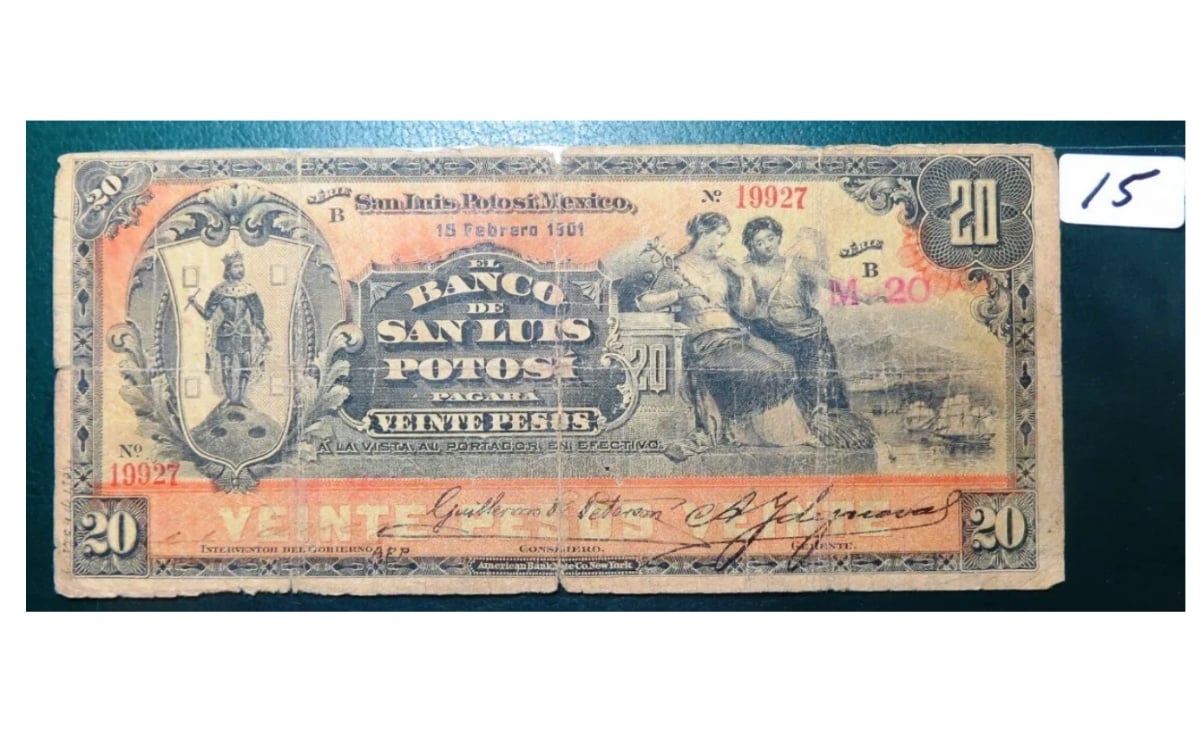 15
20
SÉRIE
B
San Luis Potosí, Mexico,
Nº 19927
20
15 Febrero 1901
SÉRIE
B
M 20
EL
BANCO
DE
SAN LUIS
POTOSÍ
PAGARÁ
VEINTE PESOS
20
A LA VISTA AL PORTADOR, EN EFECTIVO.
Nº
19927
20
VEINTE PESOS VEINTE
20
INTERVENTOR DEL GOBIERNO
CONSEJERO.
GERENTE.
American Bank Note Co. New York